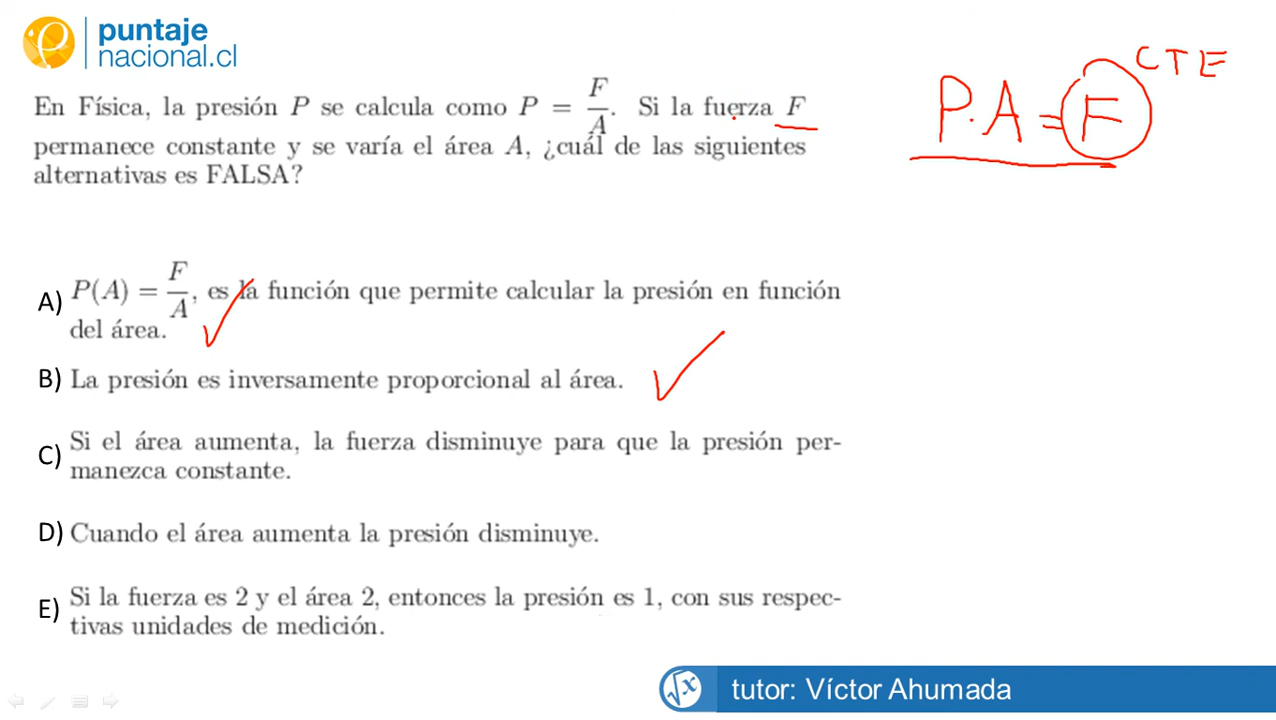 puntaje
nacional.cl
En Física, la presión P se calcula como P = F/A. Si la fuerza F
permanece constante y se varía el área A, ¿cuál de las siguientes
alternativas es FALSA?
P.A = F CTE
A) P(A) = F/A, es la función que permite calcular la presión en función
del área.
B) La presión es inversamente proporcional al área.
C) Si el área aumenta, la fuerza disminuye para que la presión per-
manezca constante.
D) Cuando el área aumenta la presión disminuye.
E) Si la fuerza es 2 y el área 2, entonces la presión es 1, con sus respec-
tivas unidades de medición.
√x tutor: Víctor Ahumada